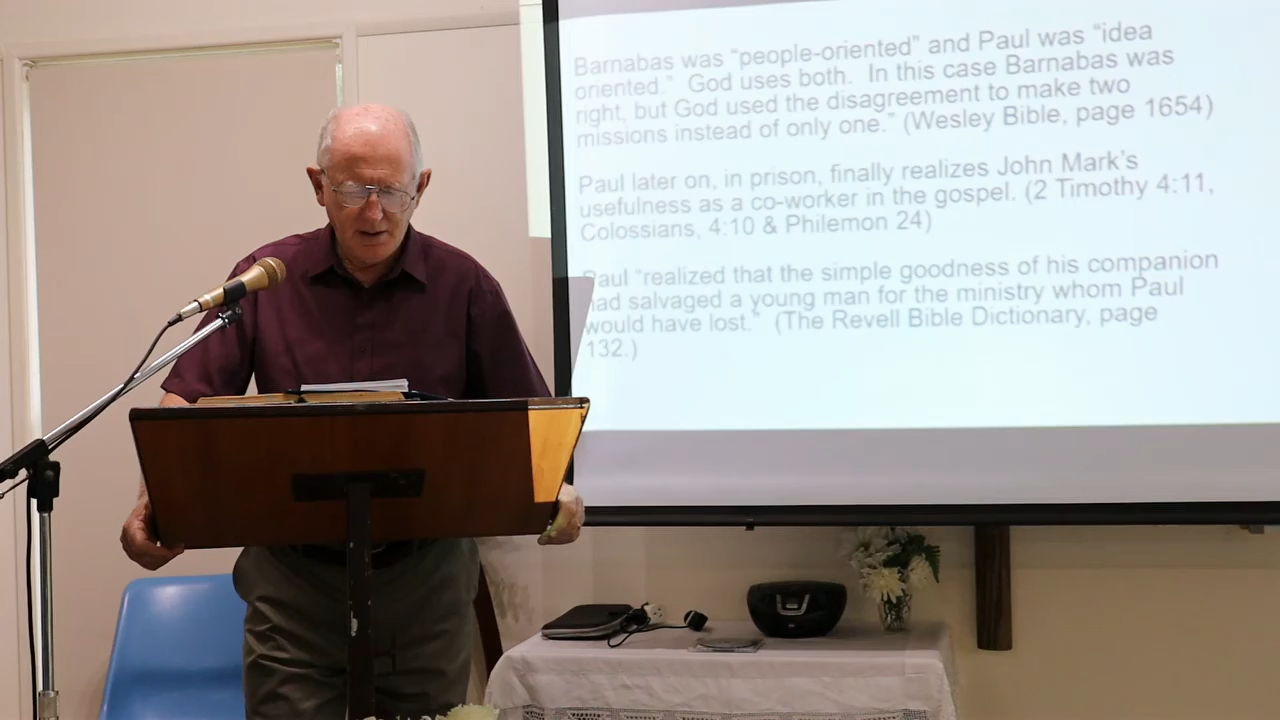 Barnabas was “people-oriented” and Paul was “idea
oriented.” God uses both. In this case Barnabas was
right, but God used the disagreement to make two
missions instead of only one.” (Wesley Bible, page 1654)
Paul later on, in prison, finally realizes John Mark’s
usefulness as a co-worker in the gospel. (2 Timothy 4:11,
Colossians, 4:10 & Philemon 24)
Paul “realized that the simple goodness of his companion
had salvaged a young man for the ministry whom Paul
would have lost.” (The Revell Bible Dictionary, page
132.)